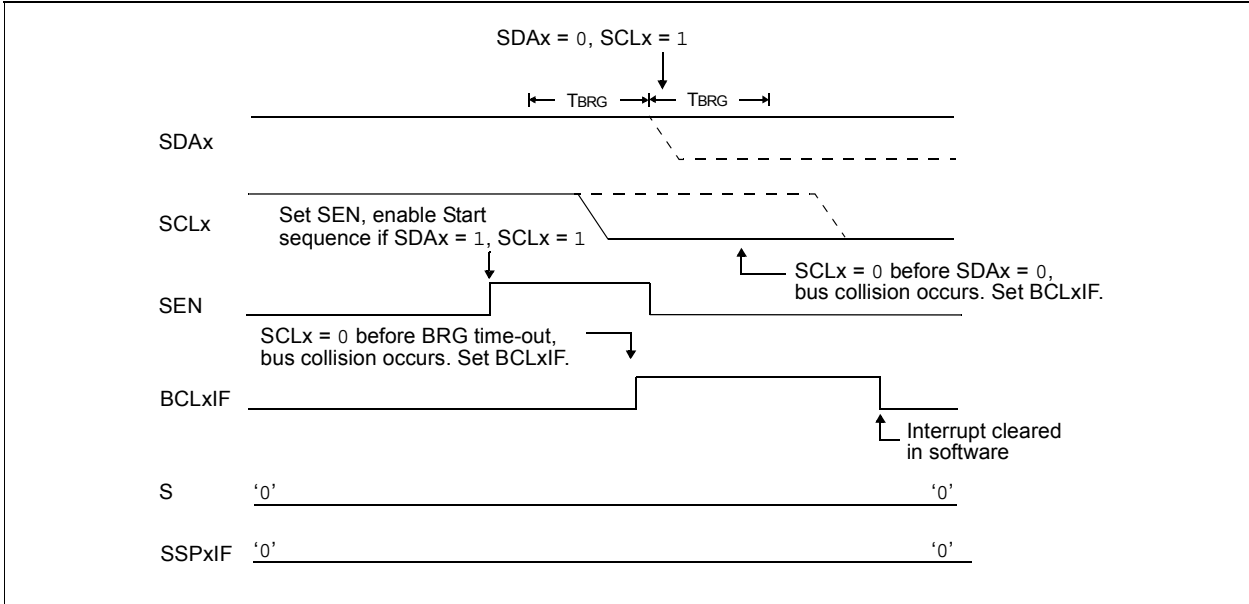 SDAx = 0, SCLx = 1
TBRG TBRG
SDAx
SCLx
Set SEN, enable Start
sequence if SDAx = 1, SCLx = 1
SCLx = 0 before SDAx = 0,
bus collision occurs. Set BCLxIF.
SEN
SCLx = 0 before BRG time-out,
bus collision occurs. Set BCLxIF.
BCLxIF
Interrupt cleared
in software
S ‘0’ ‘0’
SSPxIF ‘0’ ‘0’